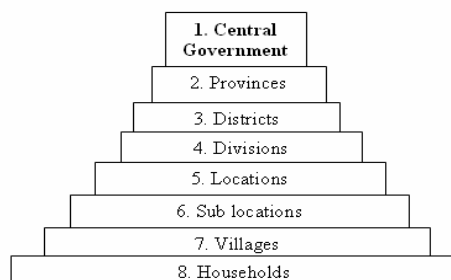 1. Central
Government
2. Provinces
3. Districts
4. Divisions
5. Locations
6. Sub locations
7. Villages
8. Households